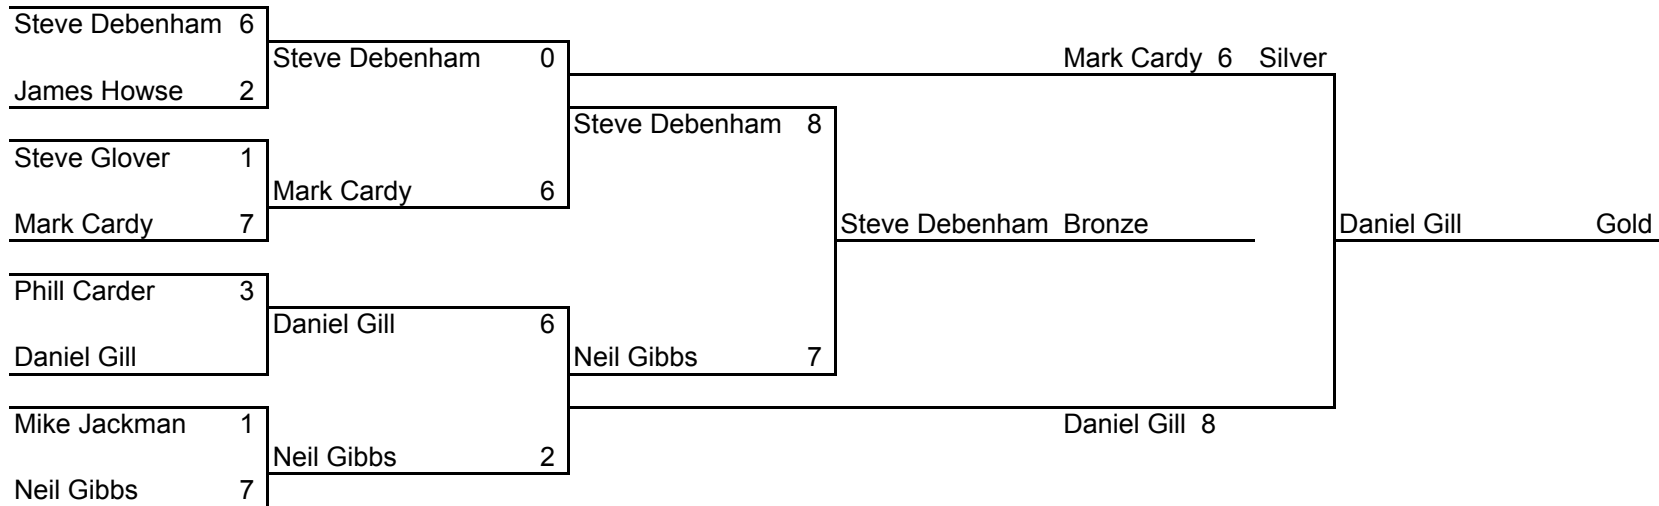 Steve Debenham 6
Steve Debenham 0 Mark Cardy 6 Silver
James Howse 2
Steve Debenham 8
Steve Glover 1
Mark Cardy 6
Mark Cardy 7 Steve Debenham Bronze Daniel Gill Gold
Phill Carder 3
Daniel Gill 6
Daniel Gill Neil Gibbs 7
Mike Jackman 1 Daniel Gill 8
Neil Gibbs 2
Neil Gibbs 7